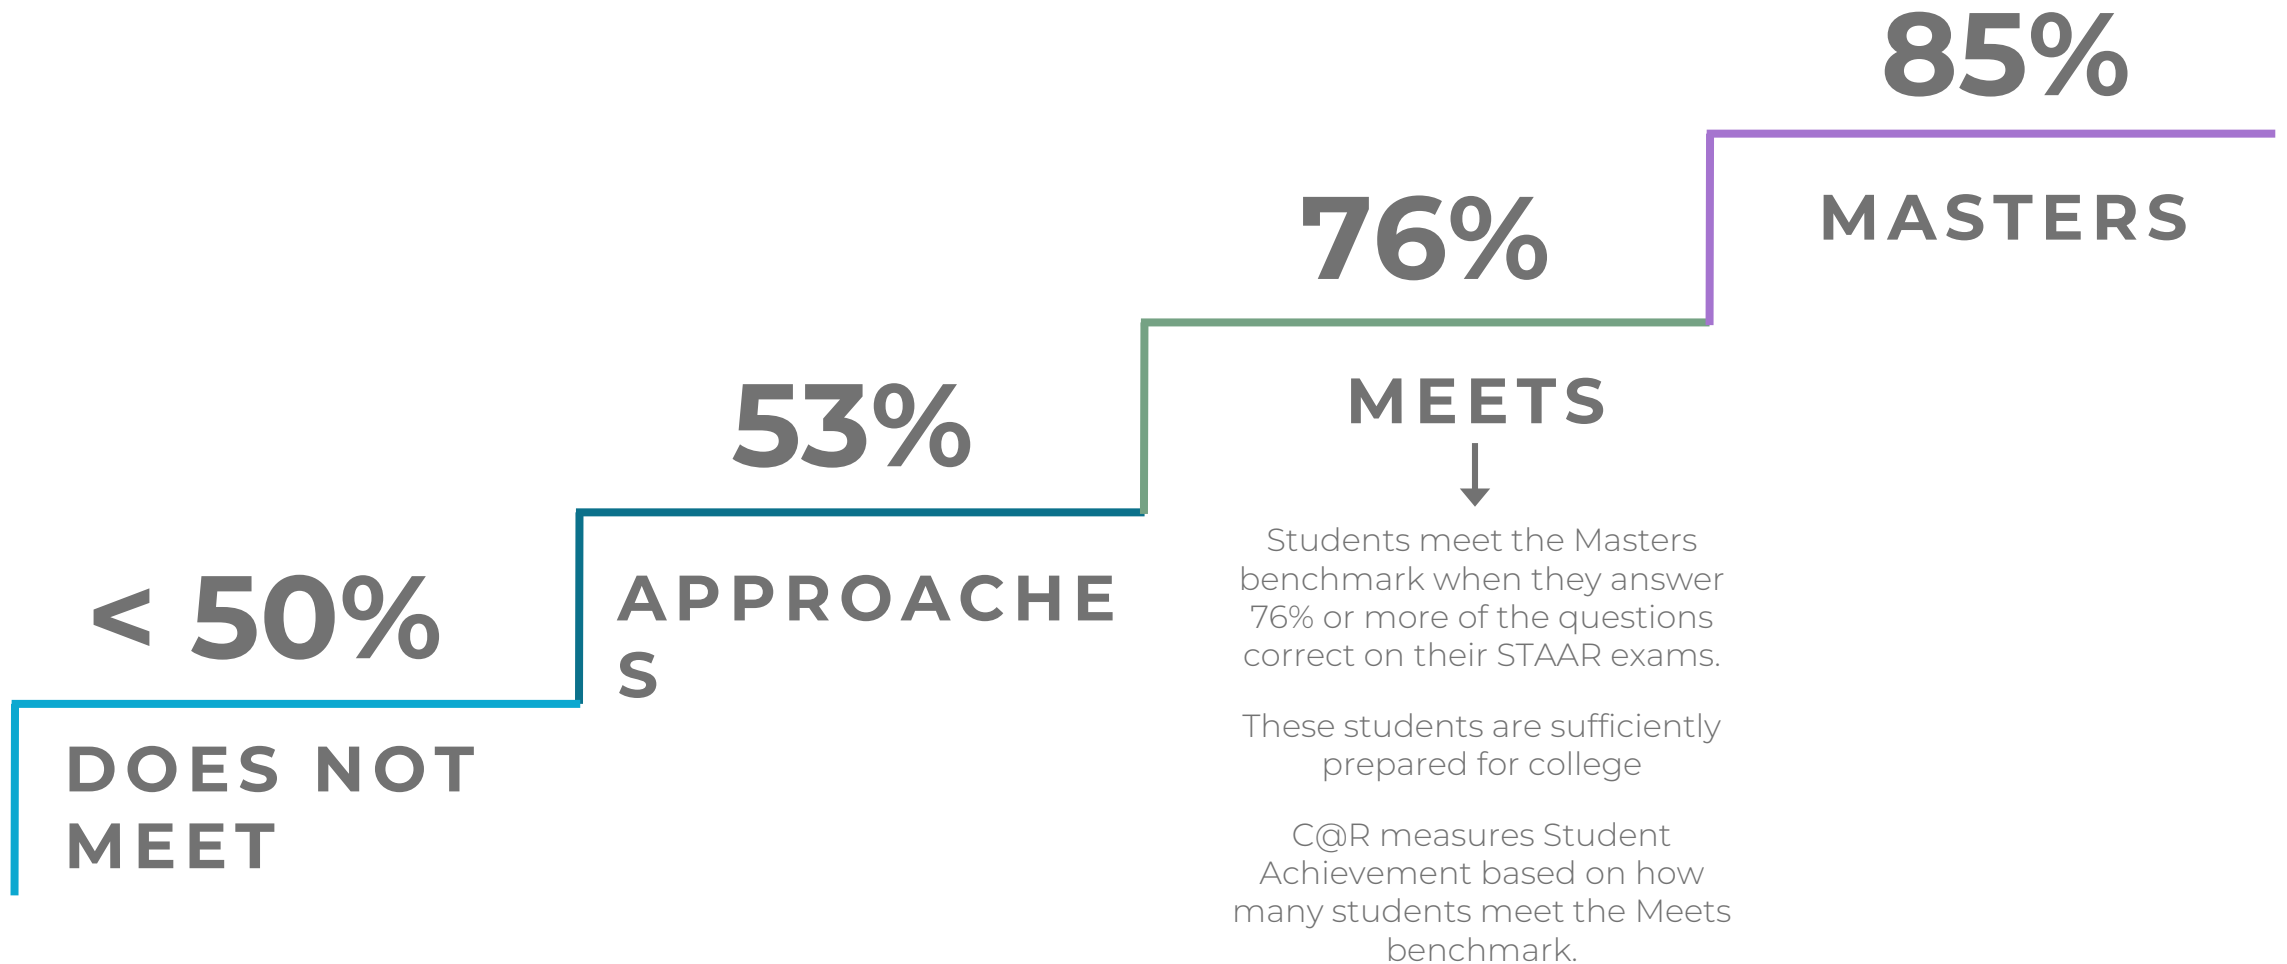 < 50%
DOES NOT
MEET
53%
APPROACHE
S
76%
MEETS
Students meet the Masters
benchmark when they answer
76% or more of the questions
correct on their STAAR exams.
These students are sufficiently
prepared for college
C@R measures Student
Achievement based on how
many students meet the Meets
benchmark.
85%
MASTERS